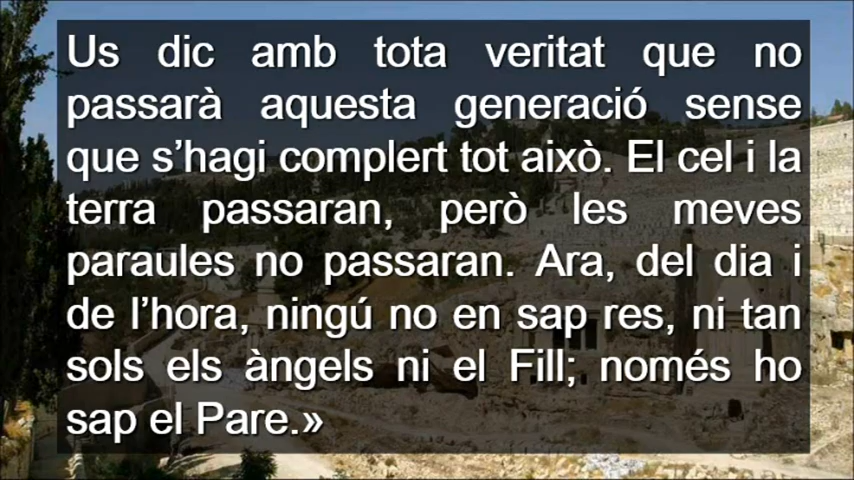 Us dic amb tota veritat que no
passarà aquesta generació sense
que s’hagi complert tot això. El cel i la
terra passaran, però les meves
paraules no passaran. Ara, del dia i
de l’hora, ningú no en sap res, ni tan
sols els àngels ni el Fill; només ho
sap el Pare.»